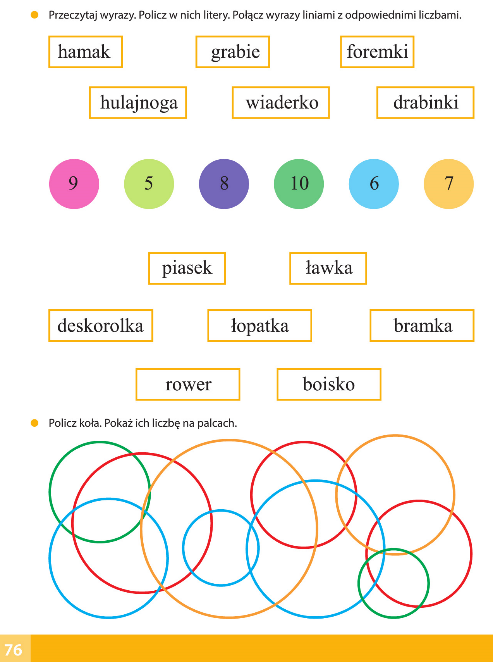 Przeczytaj wyrazy. Policz w nich litery. Połącz wyrazy liniami z odpowiednimi liczbami.
hamak grabie foremki
hulajnoga wiaderko drabinki
9 5 8 10 6 7
piasek ławka
deskorolka łopatka bramka
rower boisko
Policz koła. Pokaż ich liczbę na palcach.
76